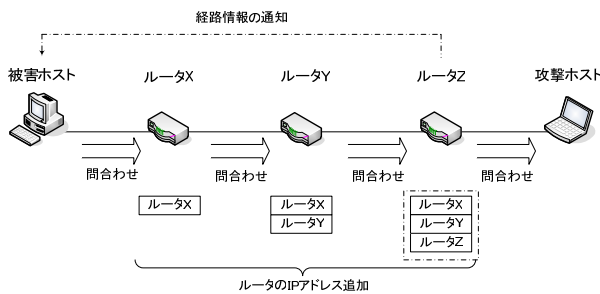 経路情報の通知
被害ホスト
ルータX
ルータY
ルータZ
攻撃ホスト
問合わせ
問合わせ
問合わせ
問合わせ
ルータX
ルータX
ルータY
ルータX
ルータY
ルータZ
ルータのIPアドレス追加